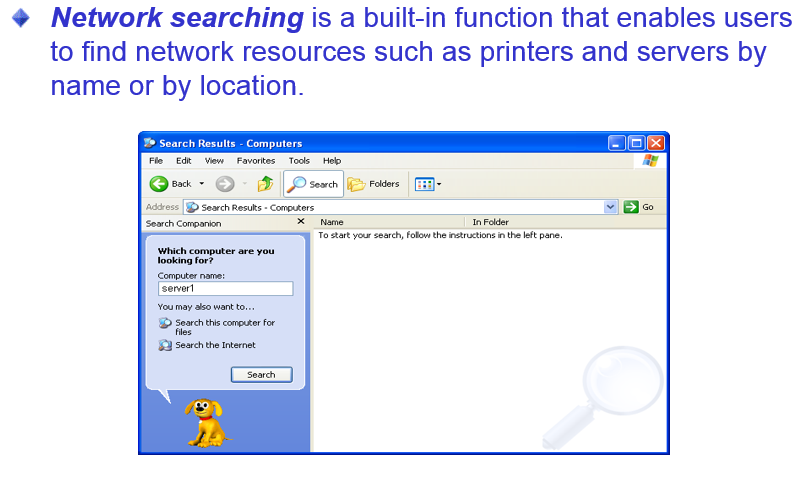 Network searching is a built-in function that enables users
to find network resources such as printers and servers by
name or by location.
Search Results - Computers
File Edit View Favorites Tools Help
Back Search Folders
Address Search Results - Computers Go
Search Companion
Name In Folder
To start your search, follow the instructions in the left pane.
Which computer are you
looking for?
Computer name:
server1
You may also want to...
Search this computer for
files
Search the Internet
Search